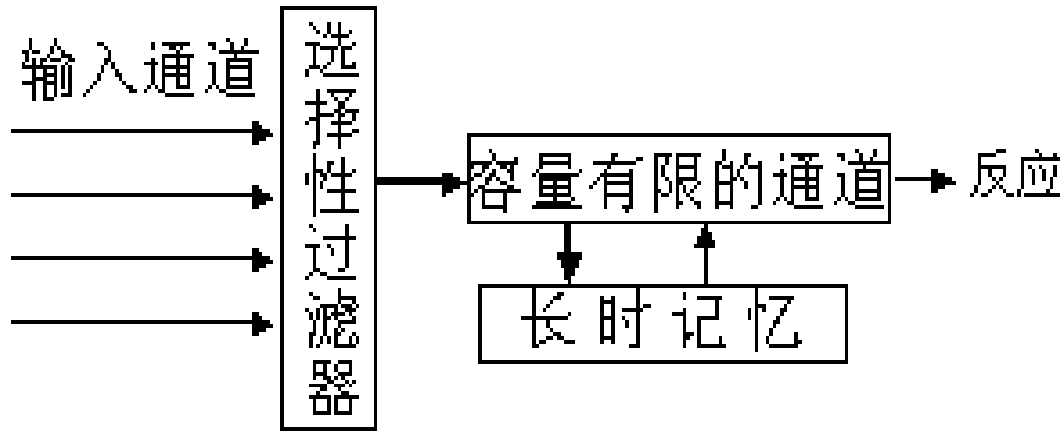 输入通道
选择性过滤器
容量有限的通道
反应
长时记忆